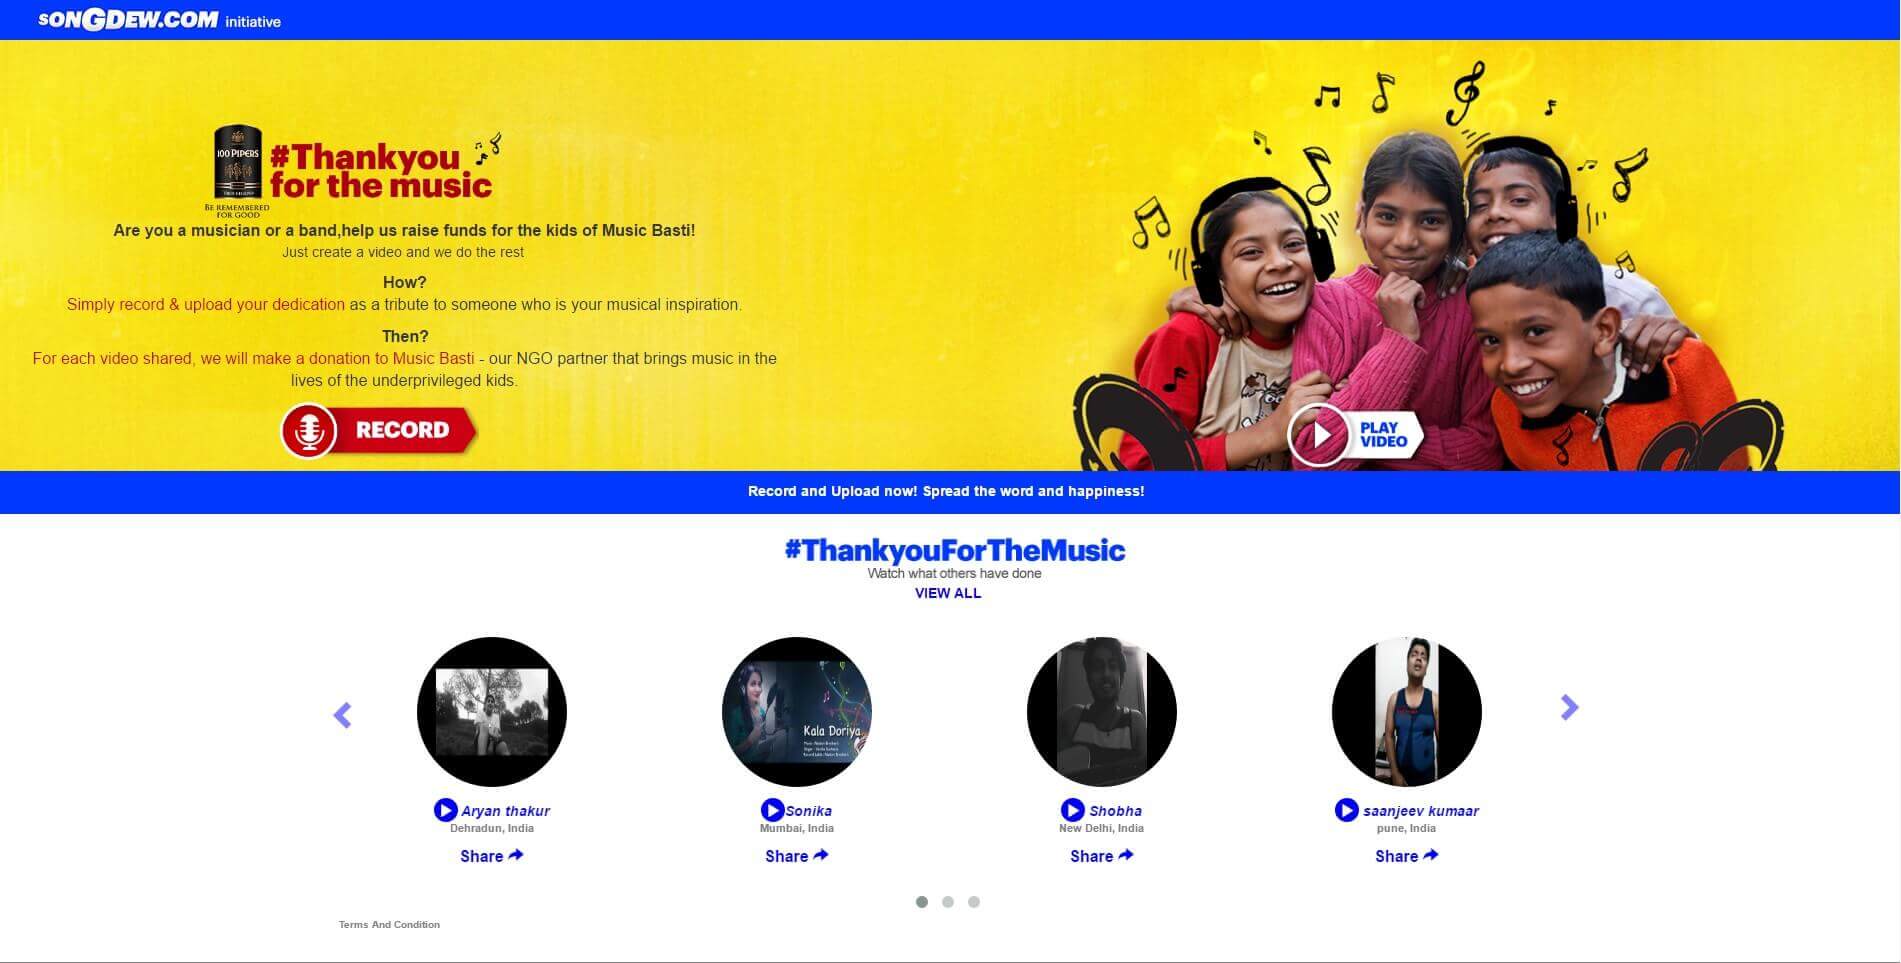 SONGDEW.COM initiative
100 PIPERS
BE REMEMBERED
FOR GOOD
#Thankyou
for the music
Are you a musician or a band,help us raise funds for the kids of Music Basti!
Just create a video and we do the rest
How?
Simply record & upload your dedication as a tribute to someone who is your musical inspiration.
Then?
For each video shared, we will make a donation to Music Basti - our NGO partner that brings music in the
lives of the underprivileged kids.
RECORD
PLAY
VIDEO
Record and Upload now! Spread the word and happiness!
#ThankyouForTheMusic
Watch what others have done
VIEW ALL
Kala Doriya
Aryan thakur
Dehradun, India
Share
Sonika
Mumbai, India
Share
Shobha
New Delhi, India
Share
saanjeev kumaar
pune, India
Share
Terms And Condition